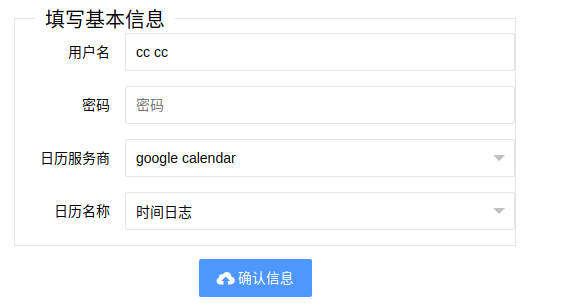 填写基本信息
用户名 cc cc
密码 密码
日历服务商 google calendar
日历名称 时间日志
确认信息